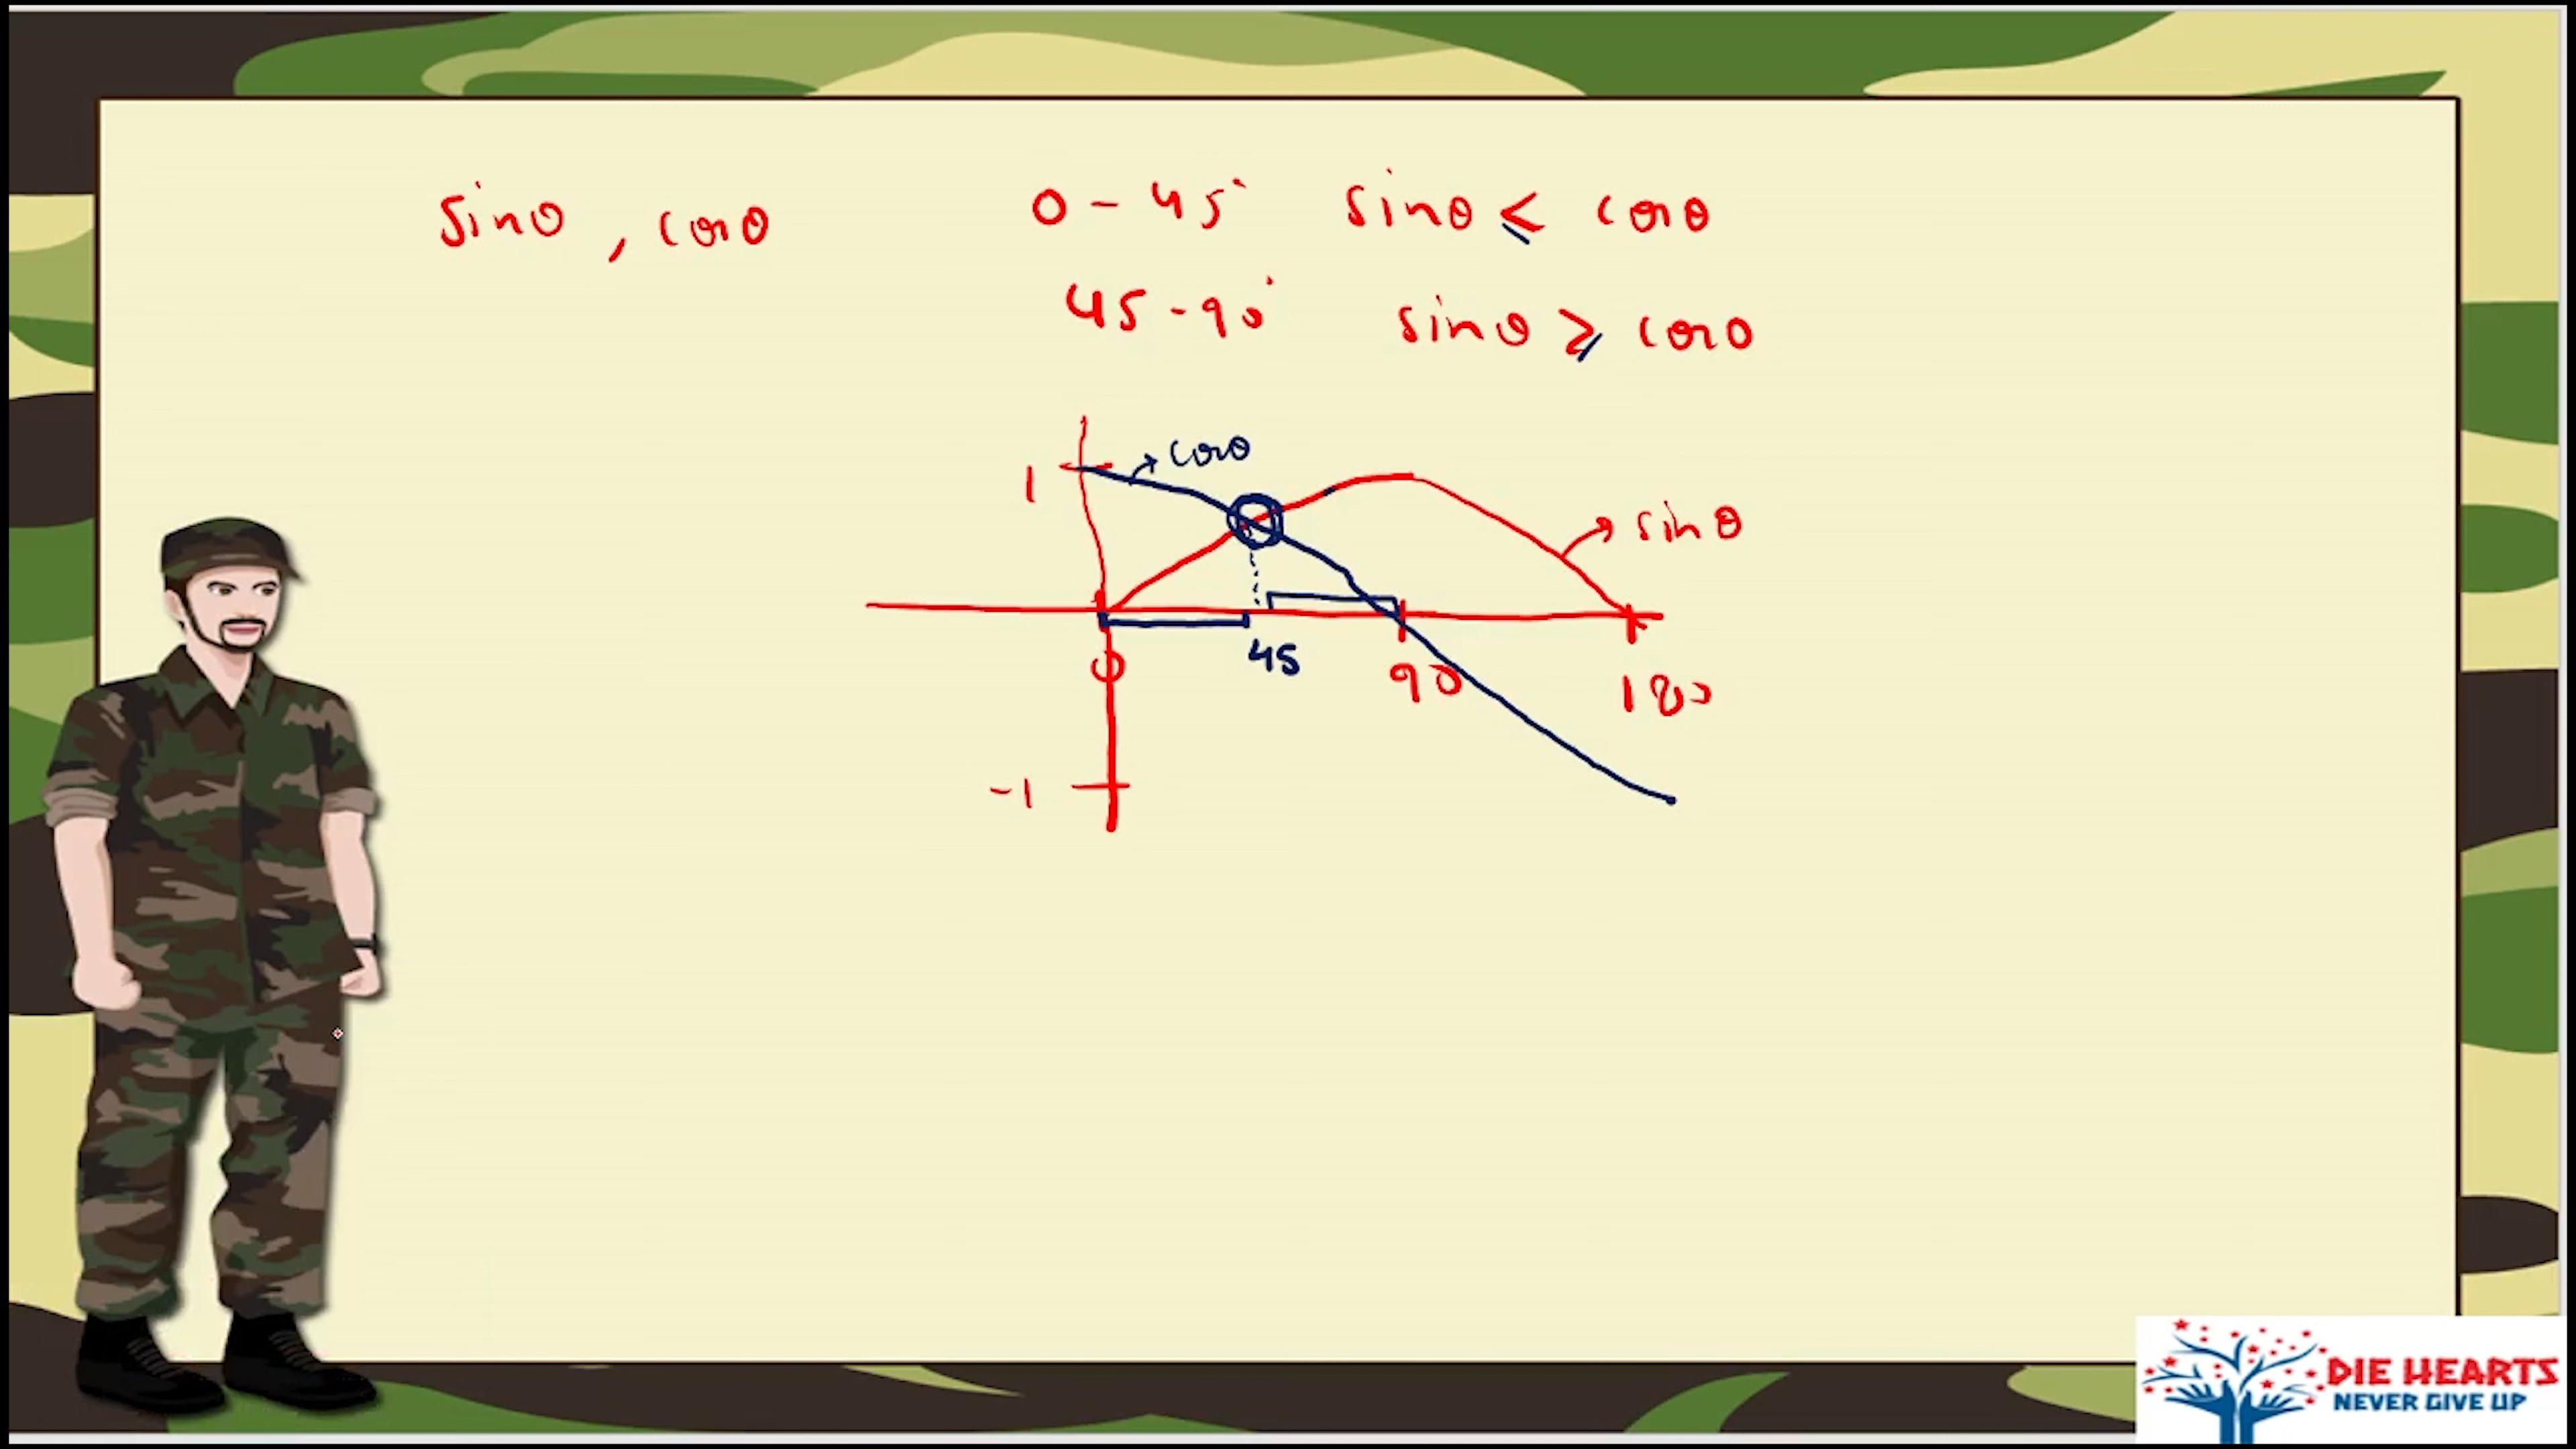 sinθ , cosθ
0 - 45° sinθ ≤ cosθ
45 - 90° sinθ ≥ cosθ
1
cosθ
sinθ
0
45
90
180
-1
DIE HEARTS
NEVER GIVE UP